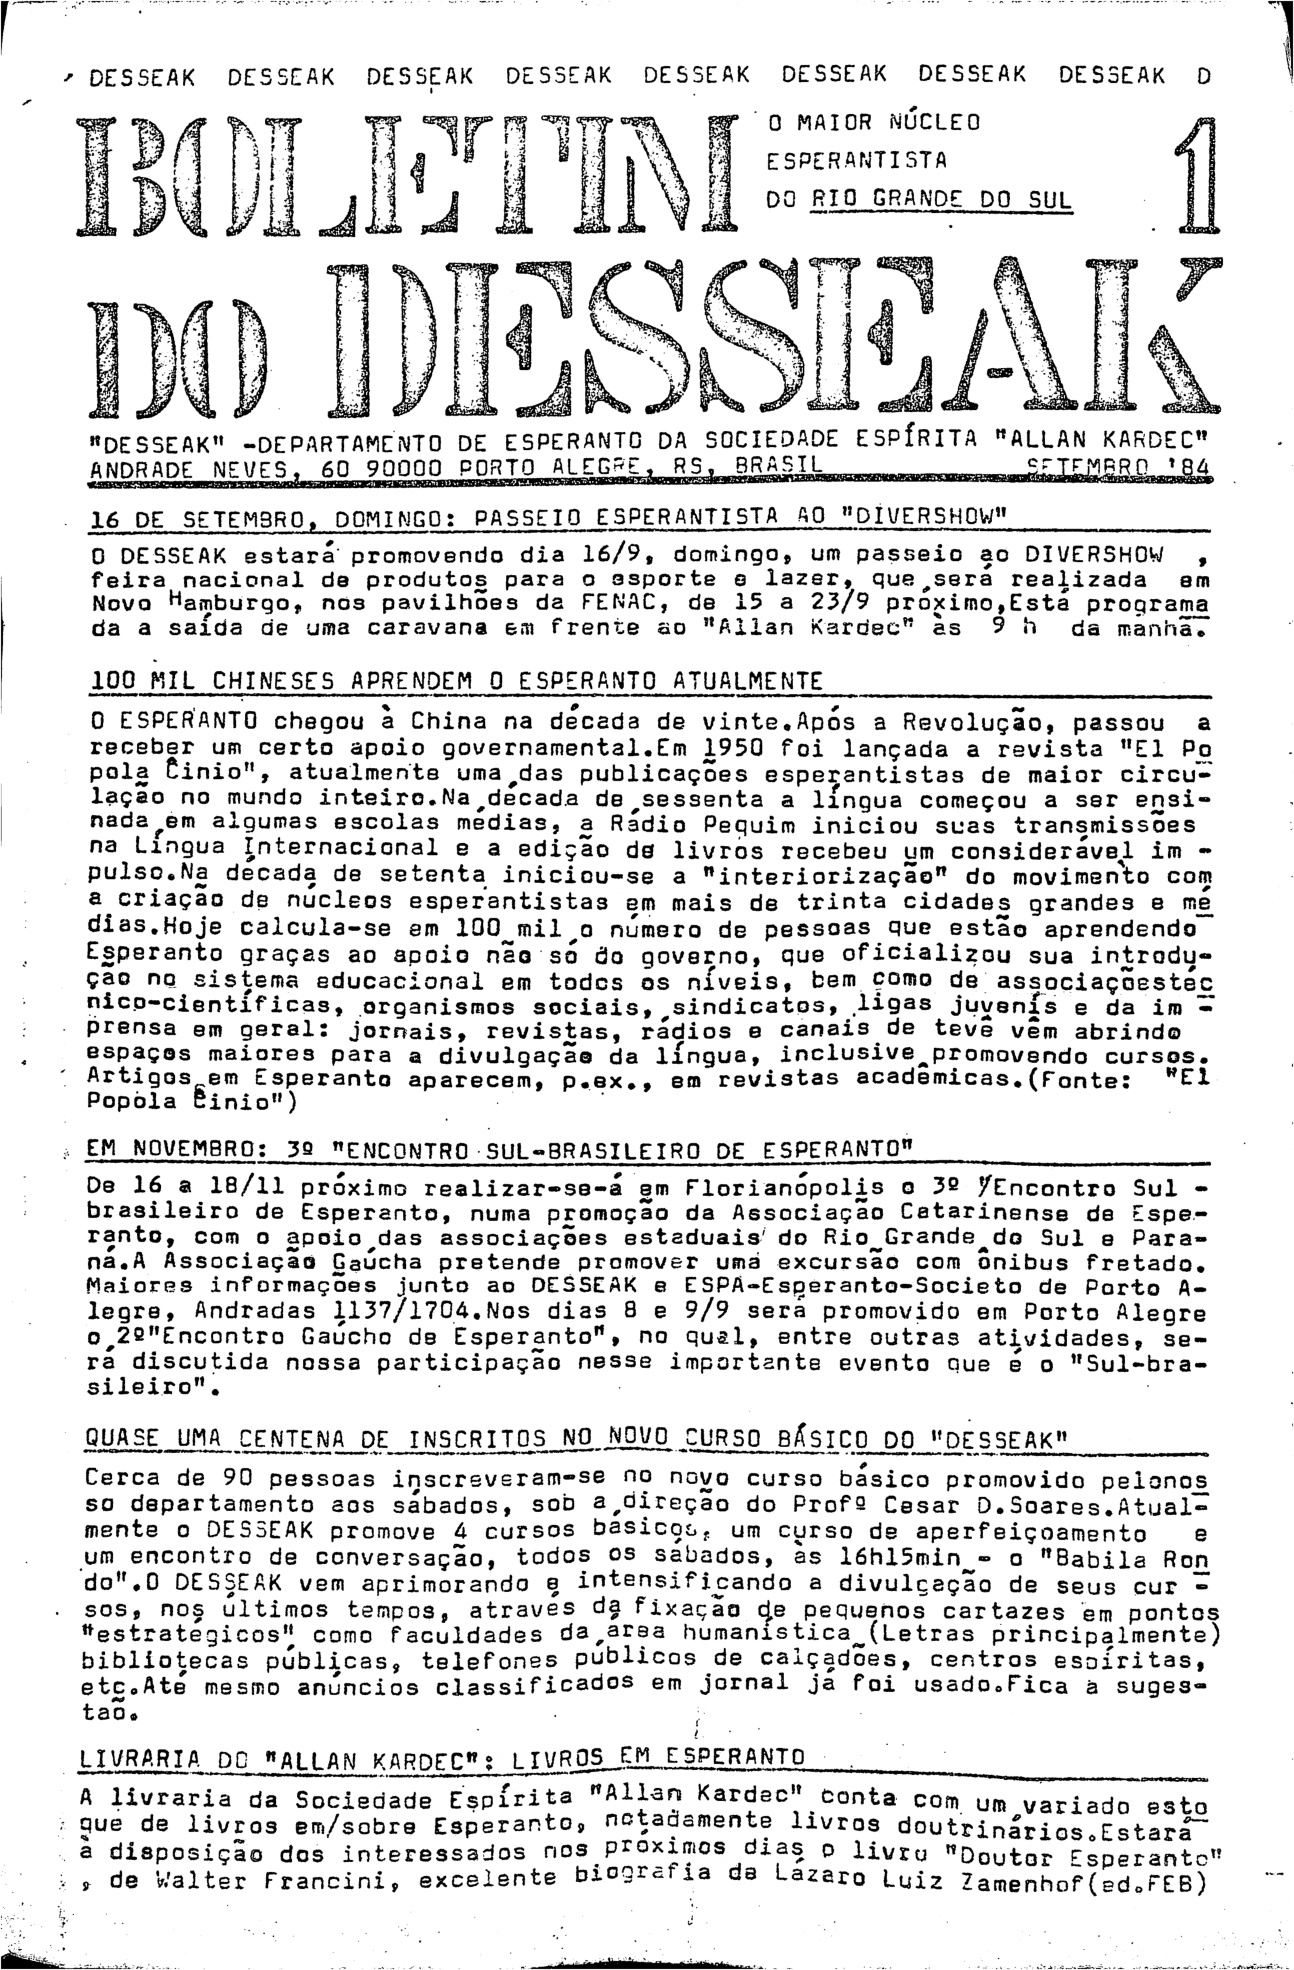 DESSEAK DESSEAK DESSEAK DESSEAK DESSEAK DESSEAK DESSEAK DESSEAK D
BOLETIM
O MAIOR NÚCLEO
ESPERANTISTA
DO RIO GRANDE DO SUL
1
DO DESSEAK
"DESSEAK" -DEPARTAMENTO DE ESPERANTO DA SOCIEDADE ESPÍRITA "ALLAN KARDEC"
ANDRADE NEVES, 60 90000 PORTO ALEGRE, RS, BRASIL SETEMBRO '84
16 DE SETEMBRO, DOMINGO: PASSEIO ESPERANTISTA AO "DIVERSHOW"
O DESSEAK estará promovendo dia 16/9, domingo, um passeio ao DIVERSHOW ,
feira nacional de produtos para o esporte e lazer, que será realizada em
Novo Hamburgo, nos pavilhões da FENAC, de 15 a 23/9 próximo,Está programa
da a saída de uma caravana em frente ao "Allan Kardec" às 9 h da manhã.
100 MIL CHINESES APRENDEM O ESPERANTO ATUALMENTE
O ESPERANTO chegou à China na década de vinte.Após a Revolução, passou a
receber um certo apoio governamental.Em 1950 foi lançada a revista "El Po
pola Ĉinio", atualmente uma das publicações esperantistas de maior circu-
lação no mundo inteiro.Na década de sessenta a língua começou a ser ensi-
nada em algumas escolas médias, a Rádio Pequim iniciou suas transmissões
na Língua Internacional e a edição de livros recebeu um considerável im -
pulso.Na década de setenta iniciou-se a "interiorização" do movimento com
a criação de núcleos esperantistas em mais de trinta cidades grandes e mé
dias.Hoje calcula-se em 100 mil o número de pessoas que estão aprendendo
Esperanto graças ao apoio não só do governo, que oficializou sua introdu-
ção no sistema educacional em todos os níveis, bem como de associaçõestéc
nico-científicas, organismos sociais, sindicatos, ligas juvenís e da im -
prensa em geral: jornais, revistas, rádios e canais de tevê vêm abrindo
espaços maiores para a divulgação da língua, inclusive promovendo cursos.
Artigos em Esperanto aparecem, p.ex., em revistas acadêmicas.(Fonte: "El
Popola Ĉinio")
EM NOVEMBRO: 3º "ENCONTRO SUL-BRASILEIRO DE ESPERANTO"
De 16 a 18/11 próximo realizar-se-á em Florianópolis o 3º "Encontro Sul -
brasileiro de Esperanto, numa promoção da Associação Catarinense de Espe-
ranto, com o apoio das associações estaduais do Rio Grande do Sul e Para-
ná.A Associação Gaúcha pretende promover uma excursão com ônibus fretado.
Maiores informações junto ao DESSEAK e ESPA-Esperanto-Societo de Porto A-
legre, Andradas 1137/1704.Nos dias 8 e 9/9 será promovido em Porto Alegre
o 2º"Encontro Gaúcho de Esperanto", no qual, entre outras atividades, se-
rá discutida nossa participação nesse importante evento que é o "Sul-bra-
sileiro".
QUASE UMA CENTENA DE INSCRITOS NO NOVO CURSO BÁSICO DO "DESSEAK"
Cerca de 90 pessoas inscreveram-se no novo curso básico promovido pelonos
so departamento aos sábados, sob a direção do Profº Cesar D.Soares.Atual-
mente o DESSEAK promove 4 cursos básicos, um curso de aperfeiçoamento e
um encontro de conversação, todos os sábados, às 16h15min - o "Babila Ron
do".O DESSEAK vem aprimorando e intensificando a divulgação de seus cur -
sos, nos últimos tempos, através da fixação de pequenos cartazes em pontos
"estratégicos" como faculdades da área humanística (Letras principalmente)
bibliotecas públicas, telefones públicos de calçadões, centros espíritas,
etc.Até mesmo anúncios classificados em jornal já foi usado.Fica a suges-
tão.
LIVRARIA DO "ALLAN KARDEC": LIVROS EM ESPERANTO
A livraria da Sociedade Espírita "Allan Kardec" conta com um variado esto
que de livros em/sobre Esperanto, notadamente livros doutrinários.Estará
à disposição dos interessados nos próximos dias o livro "Doutor Esperanto"
, de Walter Francini, excelente biografia da Lázaro Luiz Zamenhof(ed.FEB)